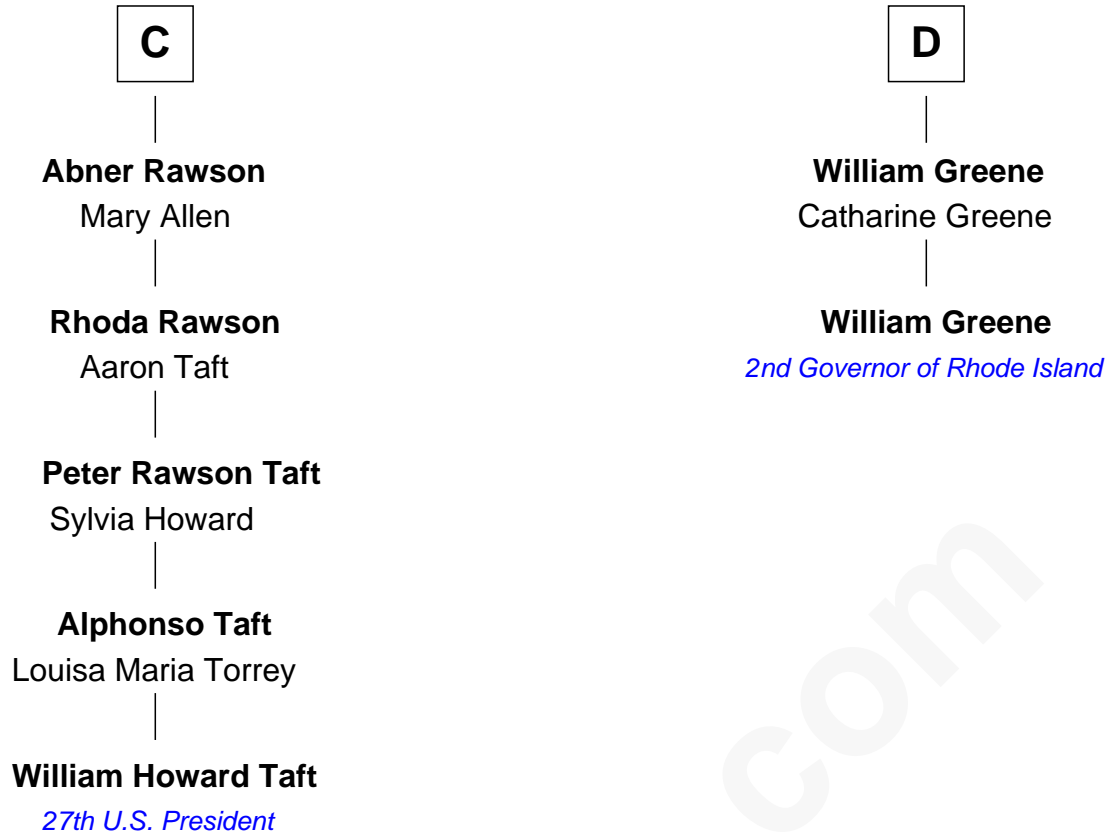 C
Abner Rawson
Mary Allen
Rhoda Rawson
Aaron Taft
Peter Rawson Taft
Sylvia Howard
Alphonso Taft
Louisa Maria Torrey
William Howard Taft
27th U.S. President
D
William Greene
Catharine Greene
William Greene
2nd Governor of Rhode Island
com